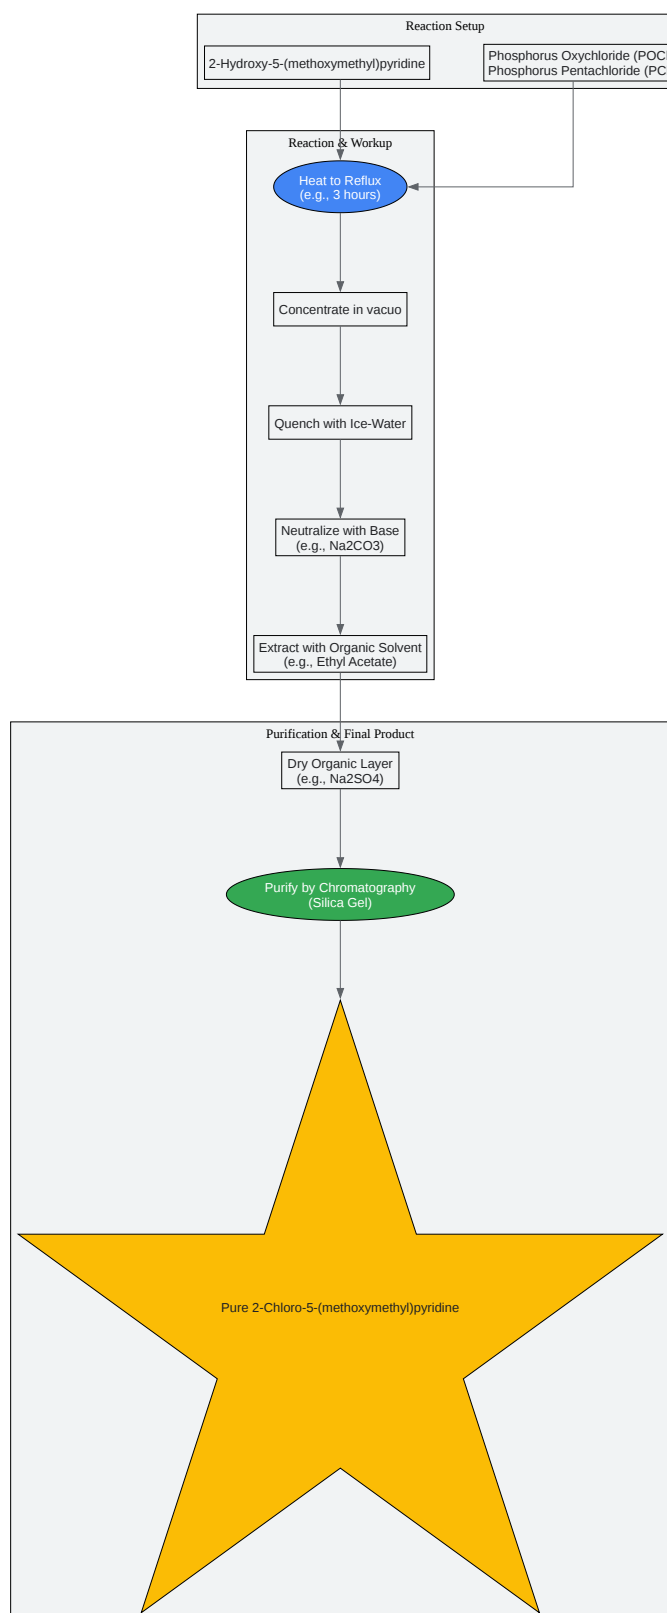 Reaction Setup
2-Hydroxy-5-(methoxymethyl)pyridine
Phosphorus Oxychloride (POCl
Phosphorus Pentachloride (PC
Reaction & Workup
Heat to Reflux
(e.g., 3 hours)
Concentrate in vacuo
Quench with Ice-Water
Neutralize with Base
(e.g., Na2CO3)
Extract with Organic Solvent
(e.g., Ethyl Acetate)
Purification & Final Product
Dry Organic Layer
(e.g., Na2SO4)
Purify by Chromatography
(Silica Gel)
Pure 2-Chloro-5-(methoxymethyl)pyridine